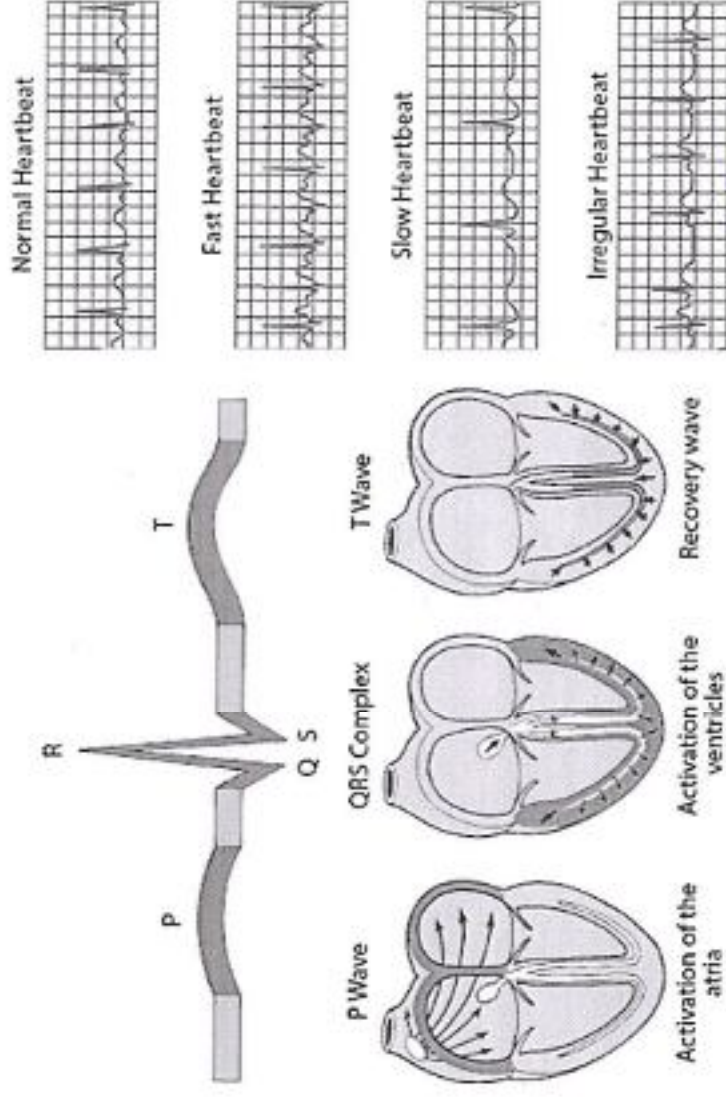 P
R
Q S
T
P Wave
QRS Complex
T Wave
Activation of the
atria
Activation of the
ventricles
Recovery wave
Normal Heartbeat
Fast Heartbeat
Slow Heartbeat
Irregular Heartbeat